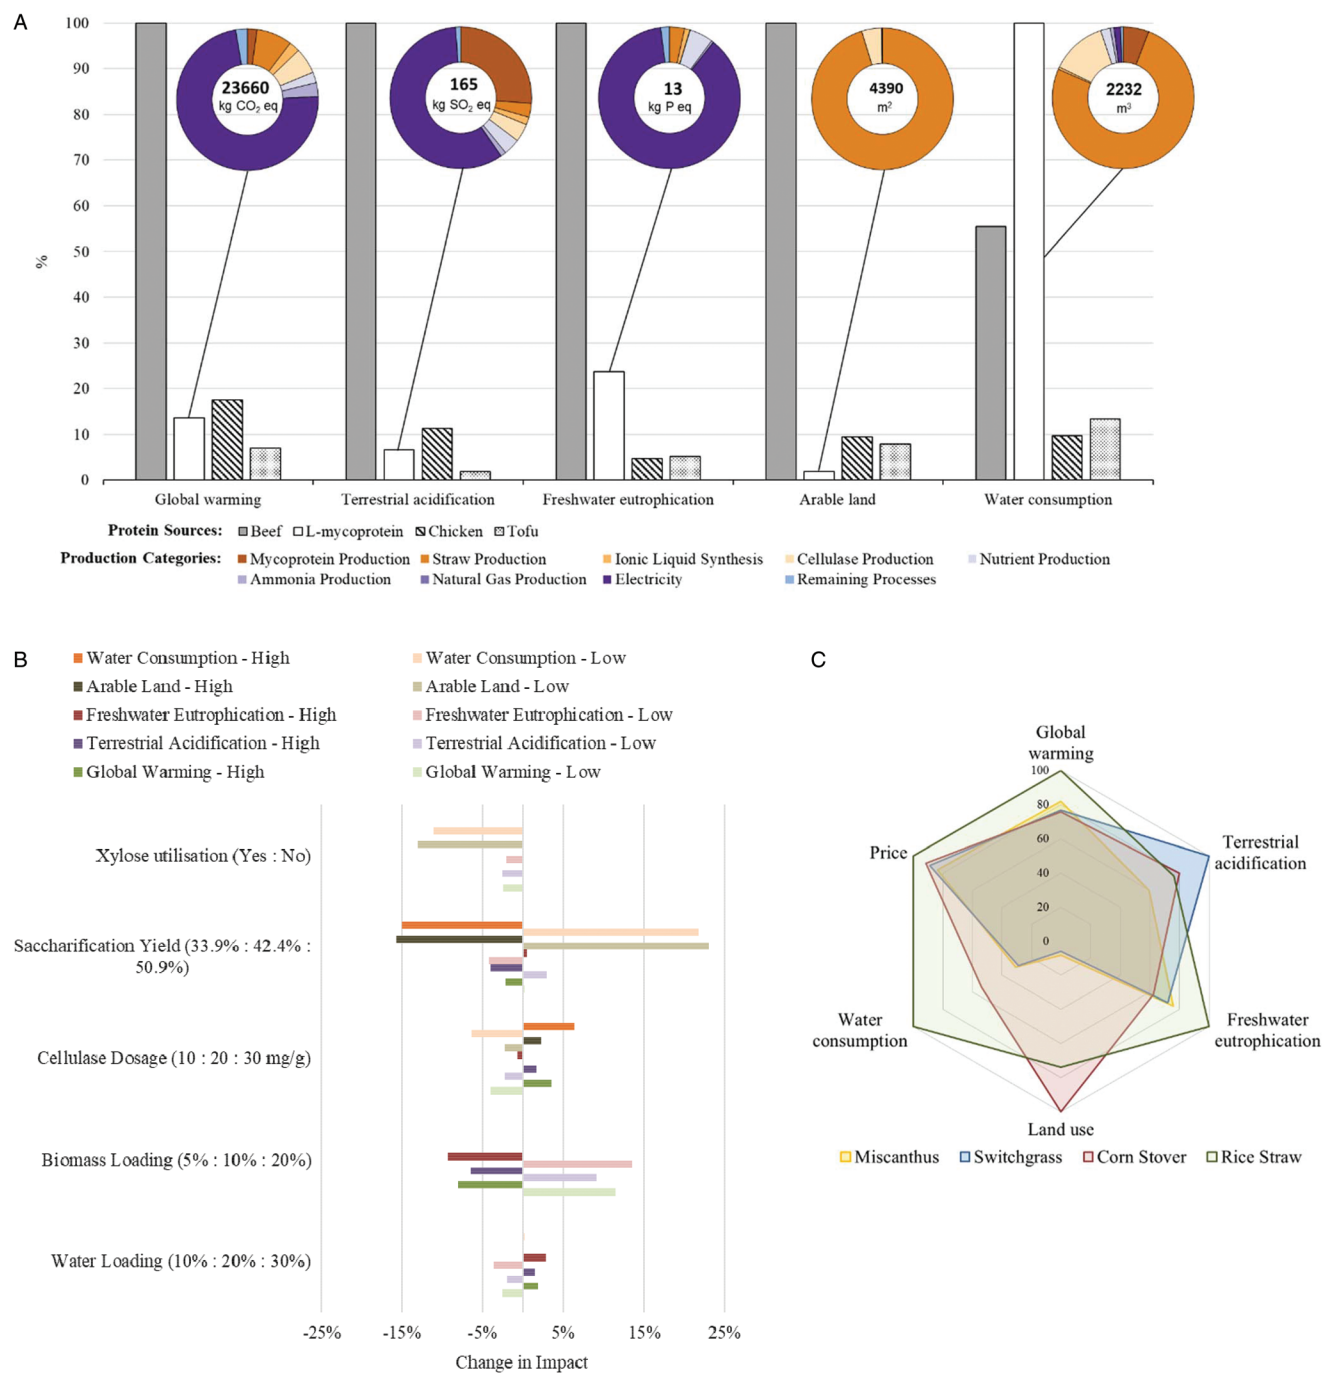 A
100
90
80
70
60
50
40
30
20
10
0
%
23660
kg CO2 eq
165
kg SO2 eq
13
kg P eq
4390
m2
2232
m3
Global warming
Terrestrial acidification
Freshwater eutrophication
Arable land
Water consumption
Protein Sources: Beef L-mycoprotein Chicken Tofu
Production Categories: Mycoprotein Production Straw Production Ionic Liquid Synthesis Cellulase Production Nutrient Production
Ammonia Production Natural Gas Production Electricity Remaining Processes
B
Water Consumption - High Water Consumption - Low
Arable Land - High Arable Land - Low
Freshwater Eutrophication - High Freshwater Eutrophication - Low
Terrestrial Acidification - High Terrestrial Acidification - Low
Global Warming - High Global Warming - Low
Xylose utilisation (Yes : No)
Saccharification Yield (33.9% : 42.4% :
50.9%)
Cellulase Dosage (10 : 20 : 30 mg/g)
Biomass Loading (5% : 10% : 20%)
Water Loading (10% : 20% : 30%)
-25% -15% -5% 5% 15% 25%
Change in Impact
C
Global
warming
100
80
60
40
20
0
Terrestrial
acidification
Freshwater
eutrophication
Land use
Water
consumption
Price
Miscanthus Switchgrass Corn Stover Rice Straw